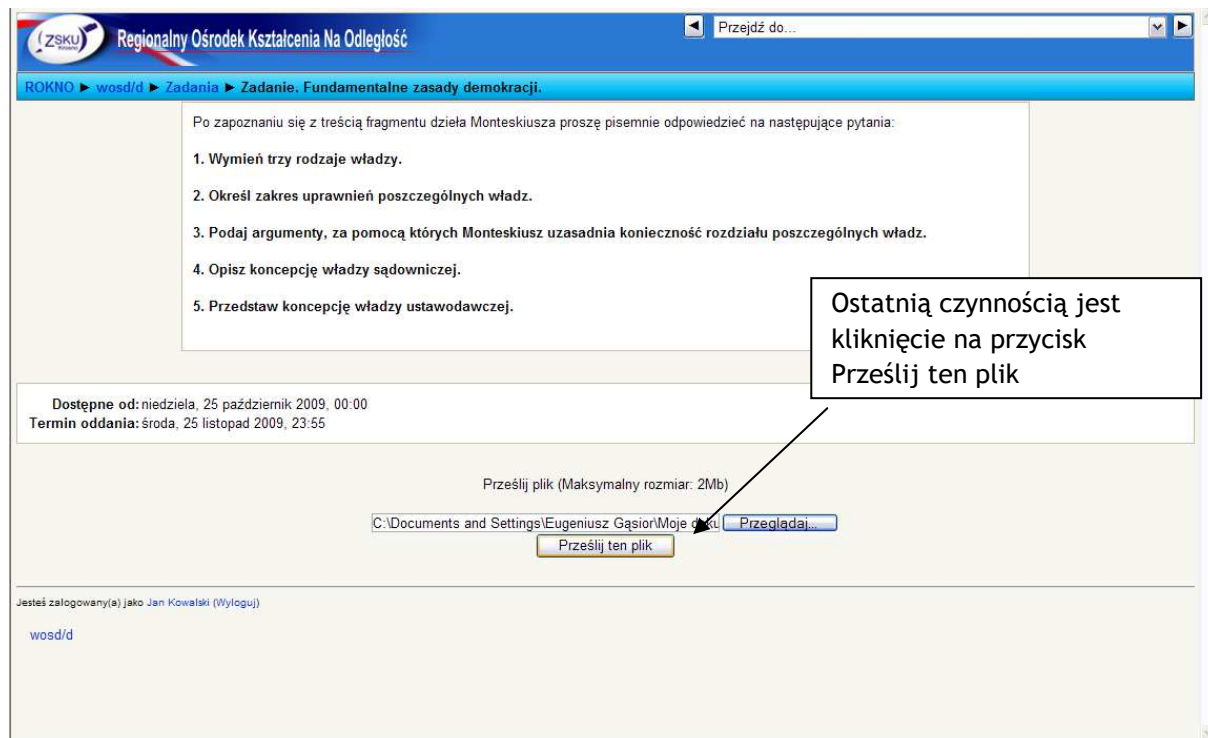 ZSKU
Regionalny Ośrodek Kształcenia Na Odległość
Przejdź do...
ROKNO ► wosd/d ► Zadania ► Zadanie. Fundamentalne zasady demokracji.
Po zapoznaniu się z treścią fragmentu dzieła Monteskiusza proszę pisemnie odpowiedzieć na następujące pytania:
1. Wymień trzy rodzaje władzy.
2. Określ zakres uprawnień poszczególnych władz.
3. Podaj argumenty, za pomocą których Monteskiusz uzasadnia konieczność rozdziału poszczególnych władz.
4. Opisz koncepcję władzy sądowniczej.
5. Przedstaw koncepcję władzy ustawodawczej.
Ostatnią czynnością jest
kliknięcie na przycisk
Prześlij ten plik
Dostępne od: niedziela, 25 październik 2009, 00:00
Termin oddania: środa, 25 listopad 2009, 23:55
Prześlij plik (Maksymalny rozmiar: 2Mb)
C:\Documents and Settings\Eugeniusz Gąsior\Moje doku Przeglądaj...
Prześlij ten plik
Jesteś zalogowany(a) jako Jan Kowalski (Wyloguj)
wosd/d